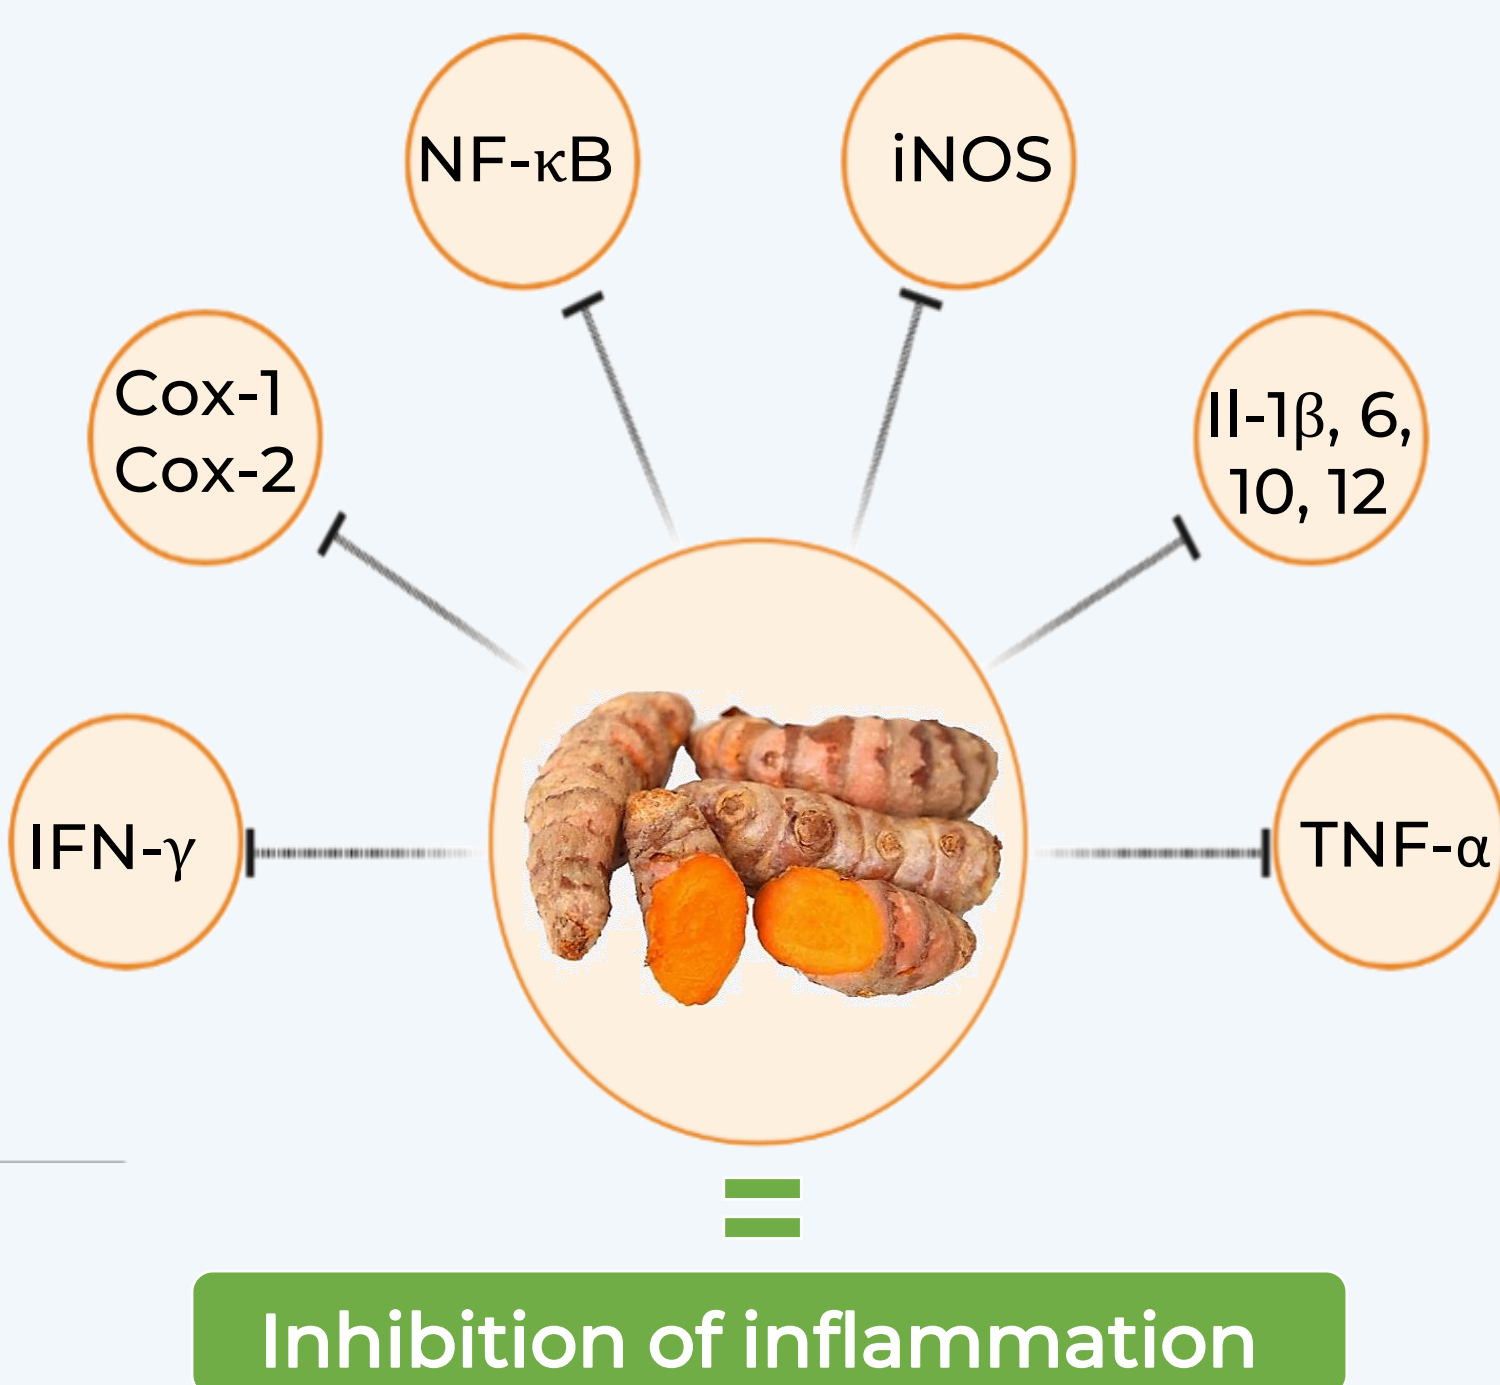 NF-κB
iNOS
Cox-1
Cox-2
Il-1β, 6,
10, 12
IFN-γ
TNF-α
Inhibition of inflammation